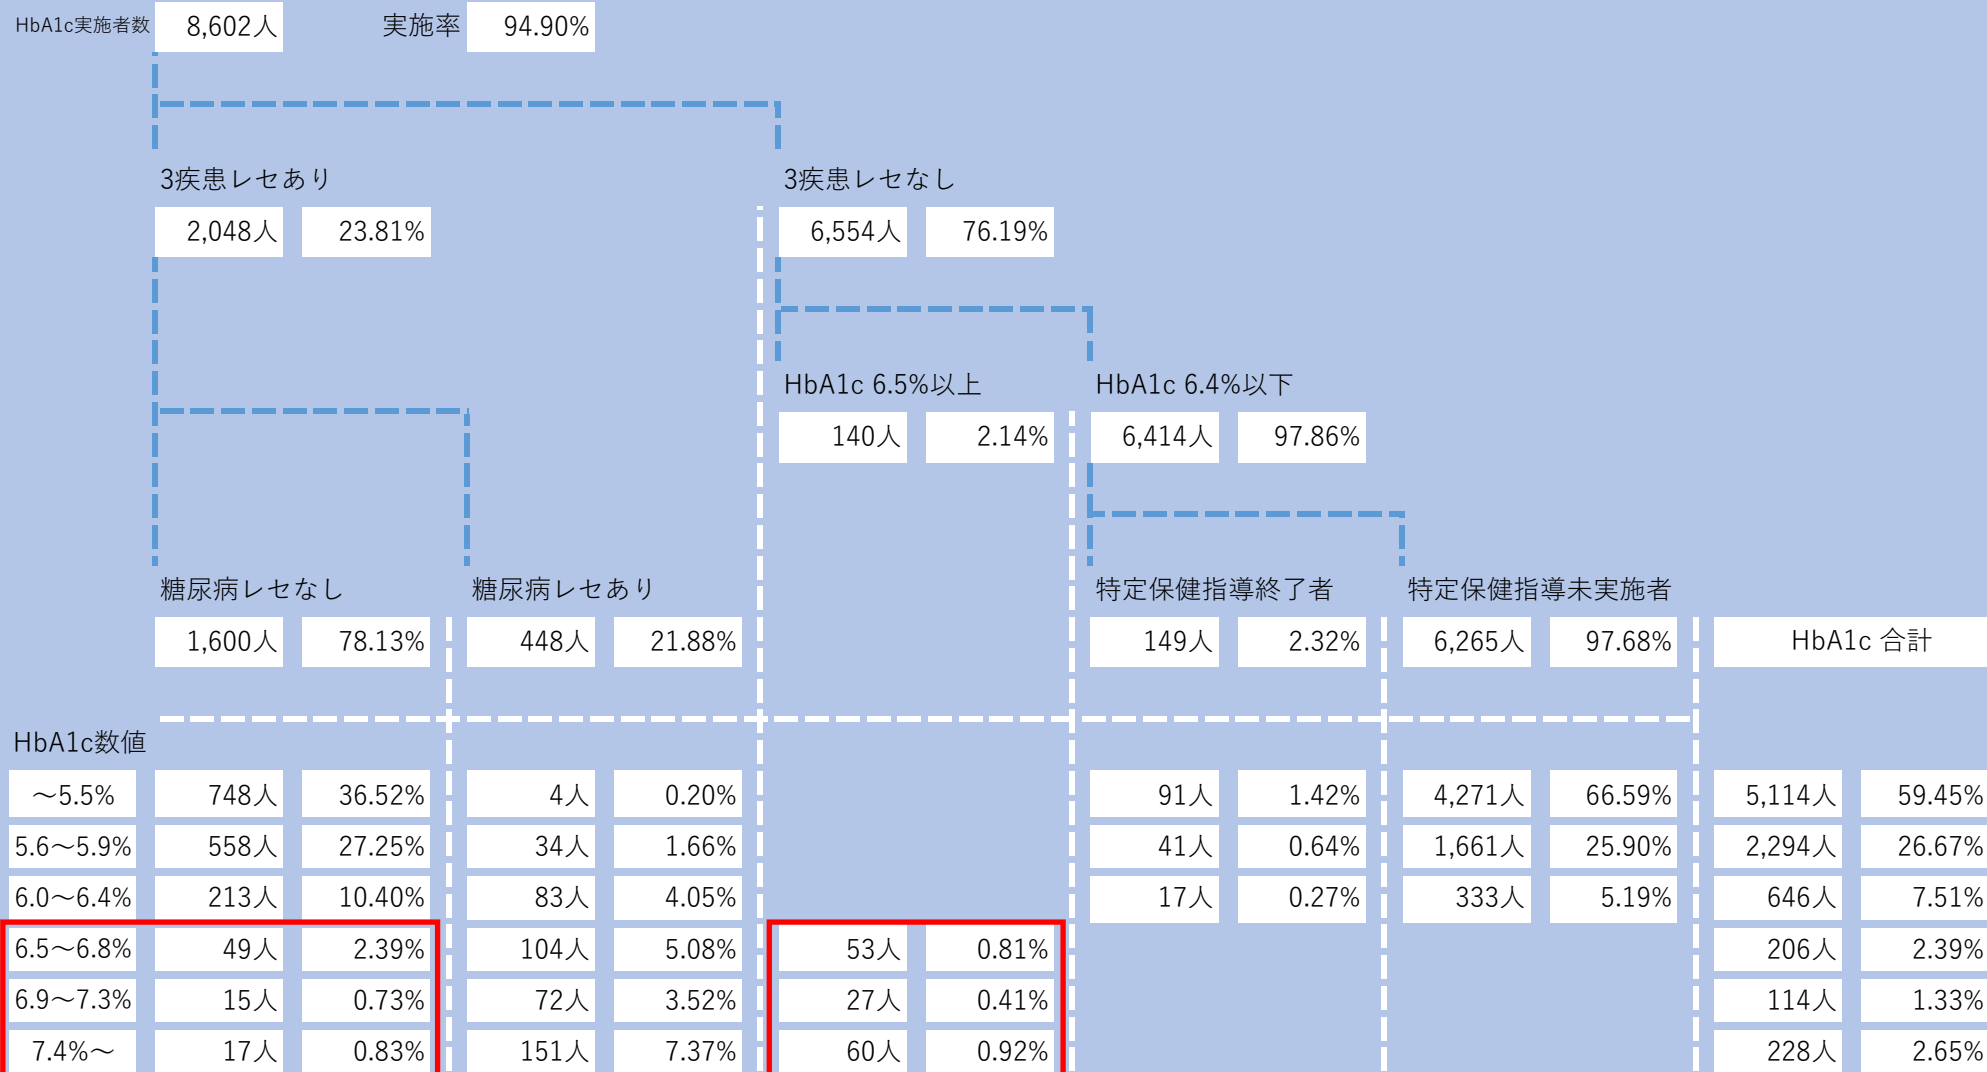 HbA1c実施者数 8,602人 実施率 94.90%
3疾患レセあり 3疾患レセなし
2,048人 23.81% 6,554人 76.19%
HbA1c 6.5%以上 HbA1c 6.4%以下
140人 2.14% 6,414人 97.86%
糖尿病レセなし 糖尿病レセあり 特定保健指導終了者 特定保健指導未実施者
1,600人 78.13% 448人 21.88% 149人 2.32% 6,265人 97.68% HbA1c 合計
HbA1c数値
～5.5% 748人 36.52% 4人 0.20% 91人 1.42% 4,271人 66.59% 5,114人 59.45%
5.6～5.9% 558人 27.25% 34人 1.66% 41人 0.64% 1,661人 25.90% 2,294人 26.67%
6.0～6.4% 213人 10.40% 83人 4.05% 17人 0.27% 333人 5.19% 646人 7.51%
6.5～6.8% 49人 2.39% 104人 5.08% 53人 0.81% 206人 2.39%
6.9～7.3% 15人 0.73% 72人 3.52% 27人 0.41% 114人 1.33%
7.4%～ 17人 0.83% 151人 7.37% 60人 0.92% 228人 2.65%